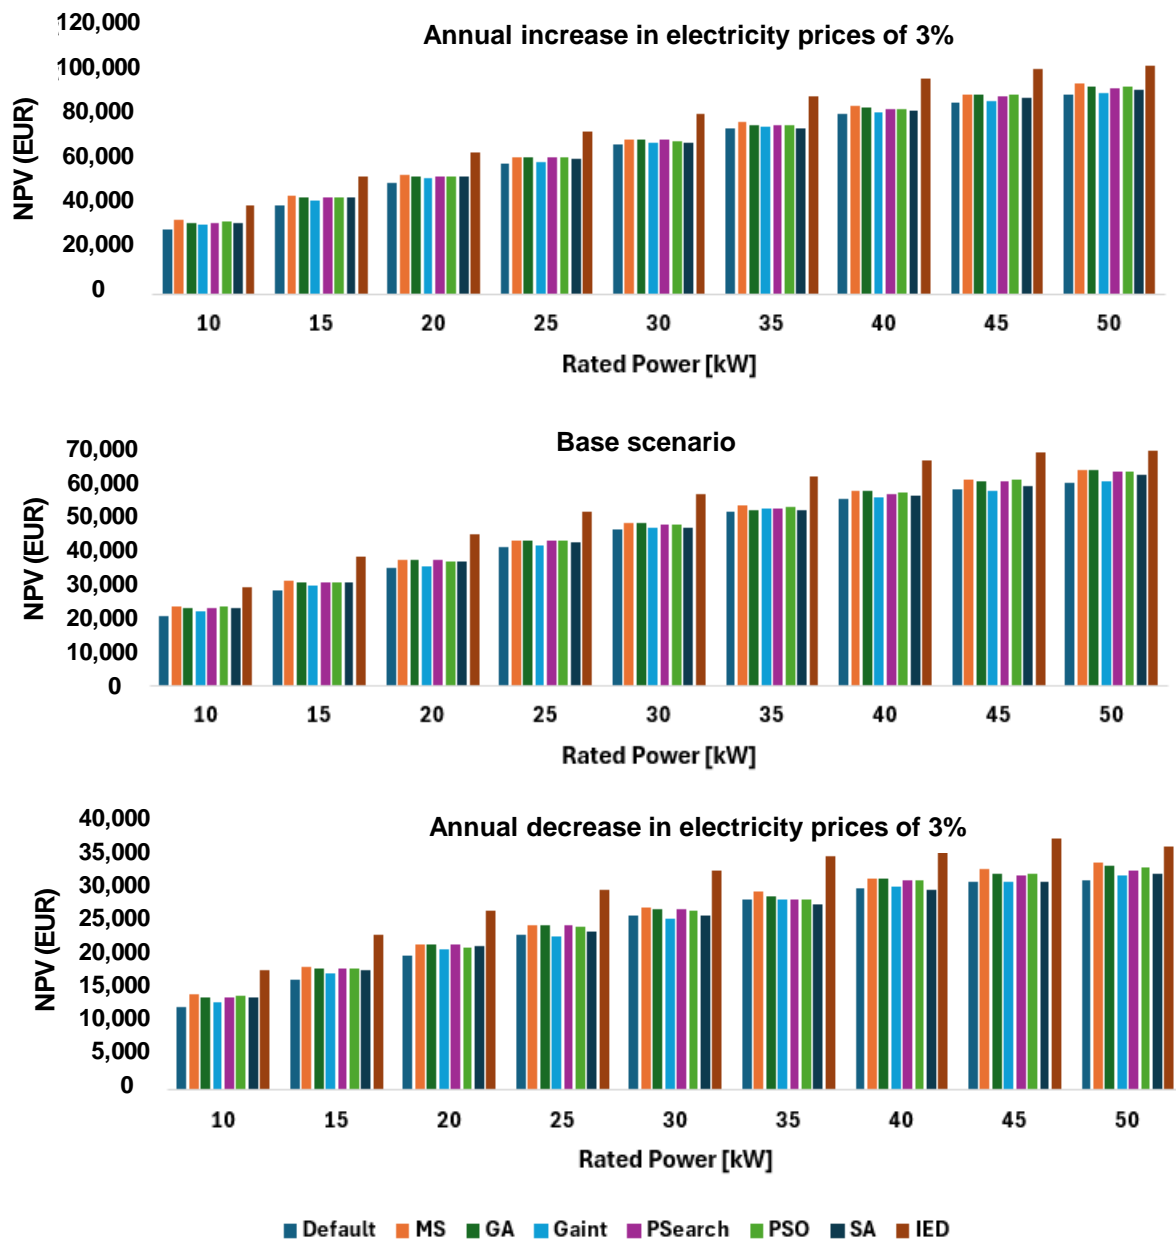 120,000
Annual increase in electricity prices of 3%
100,000
80,000
60,000
40,000
20,000
0
NPV (EUR)
10 15 20 25 30 35 40 45 50
Rated Power [kW]
Base scenario
70,000
60,000
50,000
40,000
30,000
20,000
10,000
0
NPV (EUR)
10 15 20 25 30 35 40 45 50
Rated Power [kW]
40,000
Annual decrease in electricity prices of 3%
35,000
30,000
25,000
20,000
15,000
10,000
5,000
0
NPV (EUR)
10 15 20 25 30 35 40 45 50
Rated Power [kW]
Default MS GA Gaint PSearch PSO SA IED